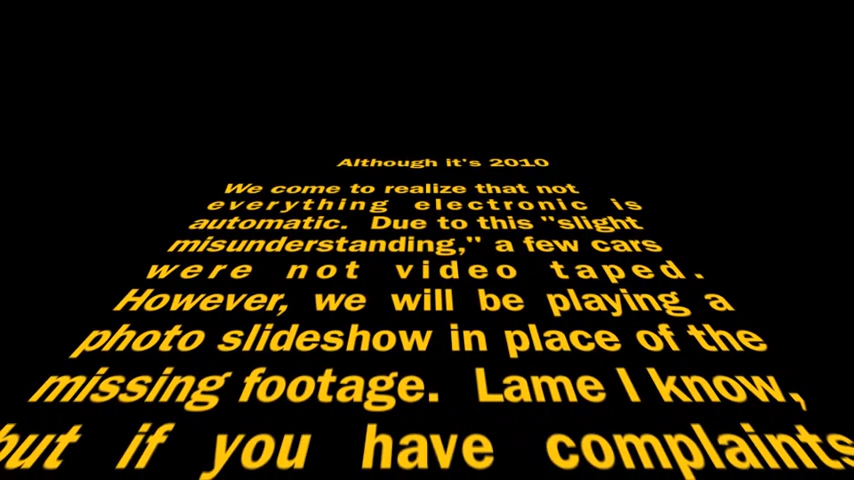 Although it's 2010
We come to realize that not
everything electronic is
automatic. Due to this "slight
misunderstanding," a few cars
were not video taped.
However, we will be playing a
photo slideshow in place of the
missing footage. Lame I know,
but if you have complaints